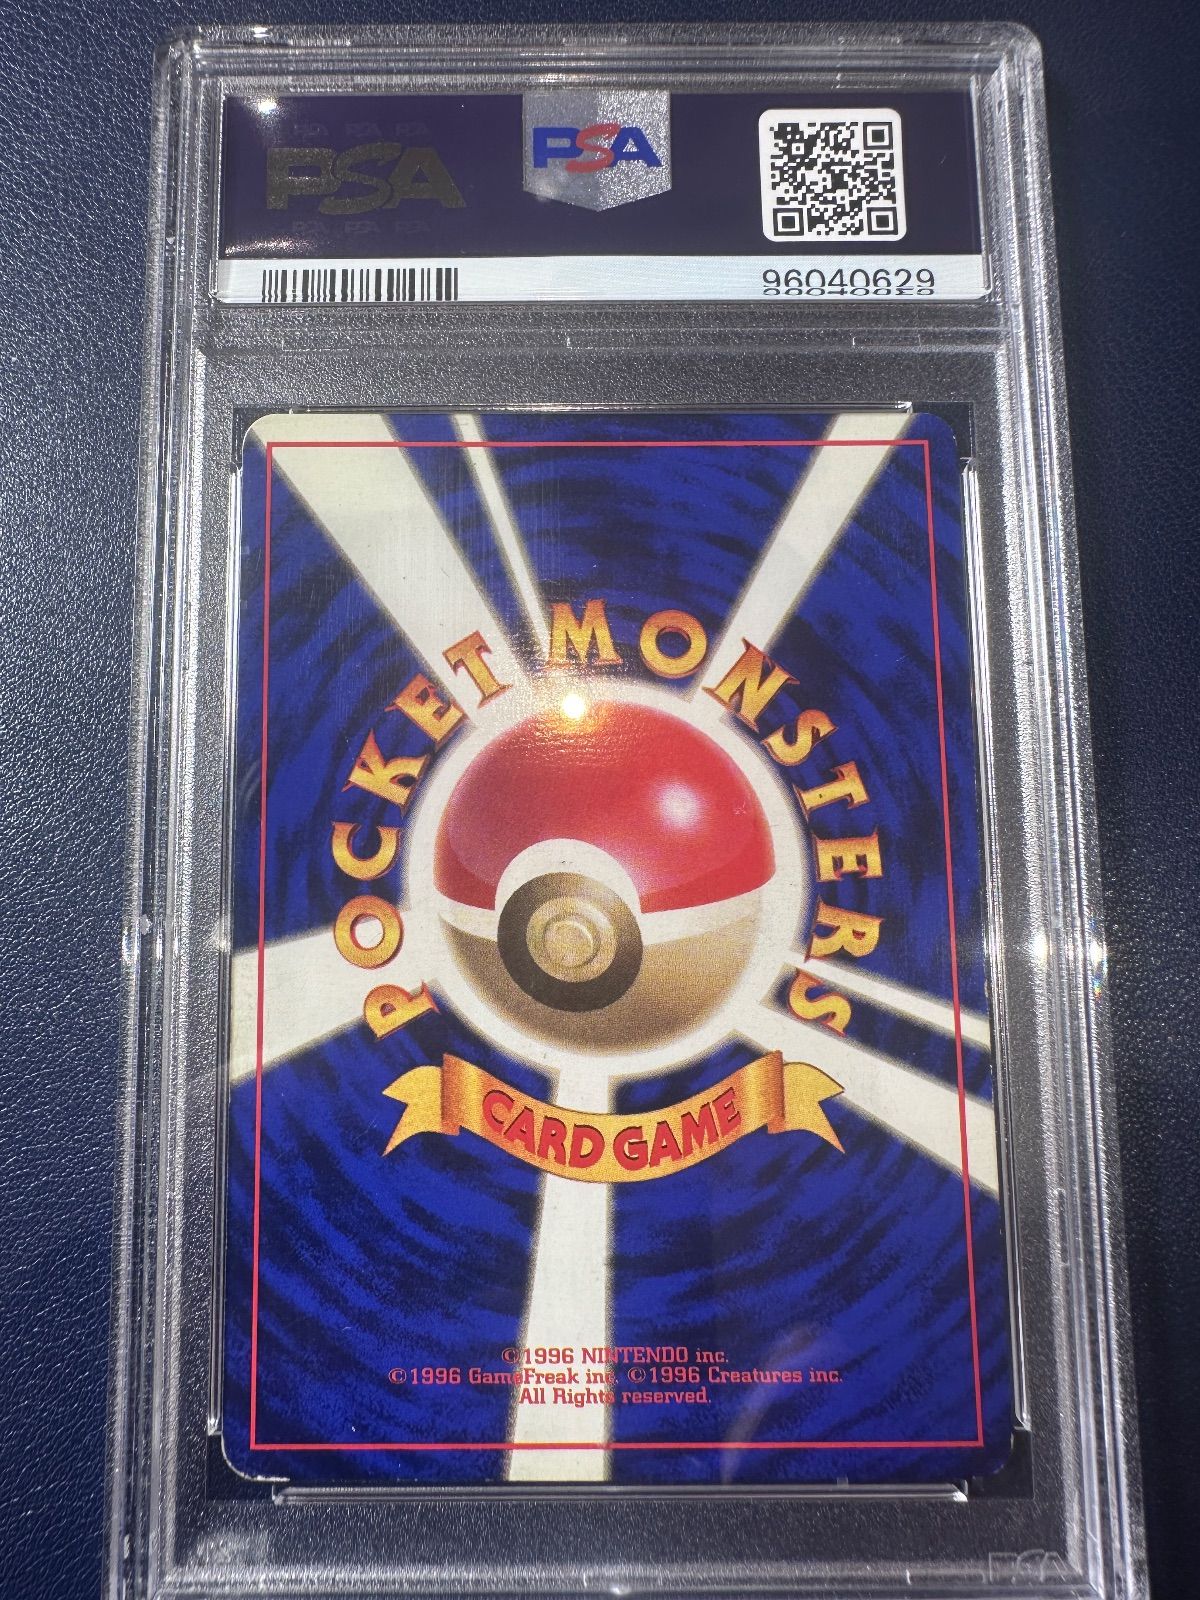 PSA
PSA
96040629
POCKET MONSTERS
CARD GAME
©1996 NINTENDO inc.
©1996 GameFreak inc. ©1996 Creatures inc.
All Rights reserved.
PSA